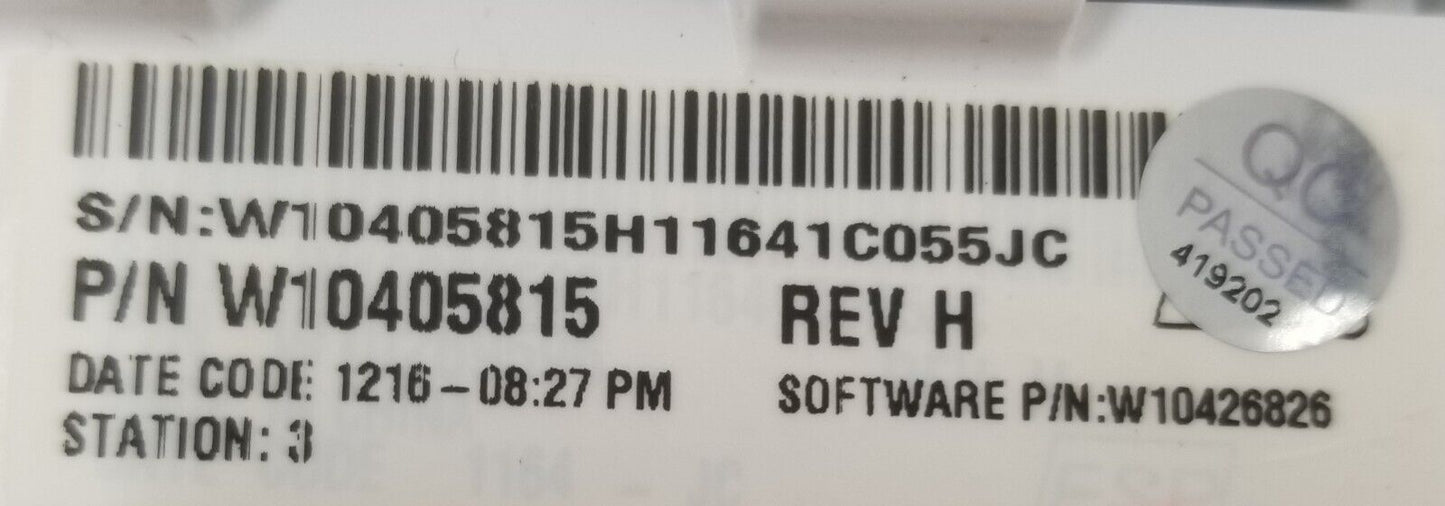 S/N:W10405815H11641C055JC
P/N W10405815 REV H
DATE CODE: 1216-08:27 PM SOFTWARE P/N:W10426826
STATION: 3
QC
PASSED
419202